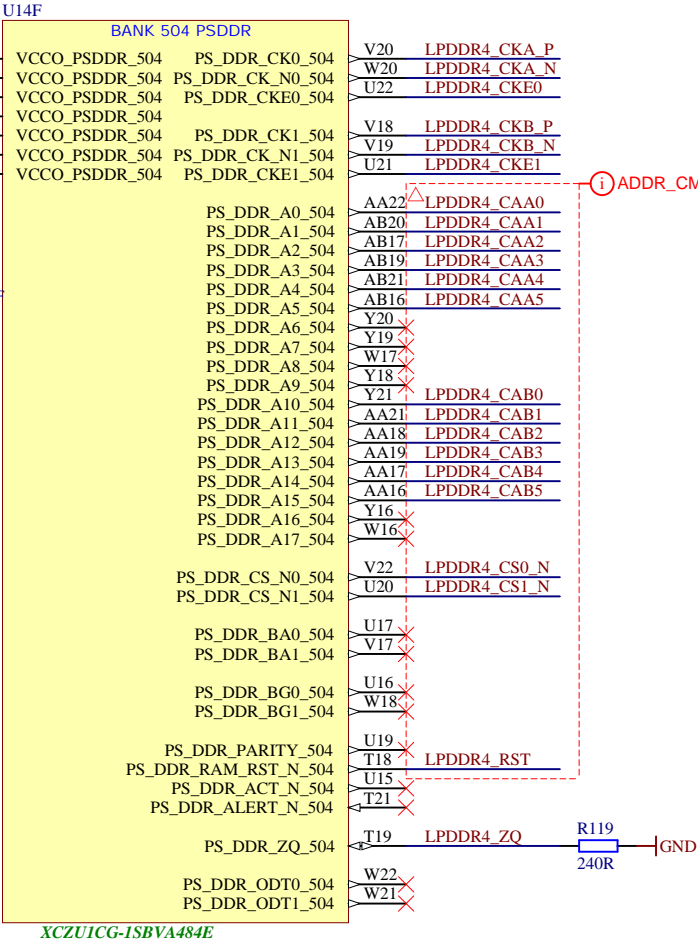 U14F
BANK 504 PSDDR
VCCO_PSDDR_504 PS_DDR_CK0_504 V20 LPDDR4_CKA_P
VCCO_PSDDR_504 PS_DDR_CK_N0_504 W20 LPDDR4_CKA_N
VCCO_PSDDR_504 PS_DDR_CKE0_504 U22 LPDDR4_CKE0
VCCO_PSDDR_504
VCCO_PSDDR_504 PS_DDR_CK1_504 V18 LPDDR4_CKB_P
VCCO_PSDDR_504 PS_DDR_CK_N1_504 V19 LPDDR4_CKB_N
VCCO_PSDDR_504 PS_DDR_CKE1_504 U21 LPDDR4_CKE1
i ADDR_CM
PS_DDR_A0_504 AA22 LPDDR4_CAA0
PS_DDR_A1_504 AB20 LPDDR4_CAA1
PS_DDR_A2_504 AB17 LPDDR4_CAA2
PS_DDR_A3_504 AB19 LPDDR4_CAA3
PS_DDR_A4_504 AB21 LPDDR4_CAA4
PS_DDR_A5_504 AB16 LPDDR4_CAA5
PS_DDR_A6_504 Y20
PS_DDR_A7_504 Y19
PS_DDR_A8_504 W17
PS_DDR_A9_504 Y18
PS_DDR_A10_504 Y21 LPDDR4_CAB0
PS_DDR_A11_504 AA21 LPDDR4_CAB1
PS_DDR_A12_504 AA18 LPDDR4_CAB2
PS_DDR_A13_504 AA19 LPDDR4_CAB3
PS_DDR_A14_504 AA17 LPDDR4_CAB4
PS_DDR_A15_504 AA16 LPDDR4_CAB5
PS_DDR_A16_504 Y16
PS_DDR_A17_504 W16
PS_DDR_CS_N0_504 V22 LPDDR4_CS0_N
PS_DDR_CS_N1_504 U20 LPDDR4_CS1_N
PS_DDR_BA0_504 U17
PS_DDR_BA1_504 V17
PS_DDR_BG0_504 U16
PS_DDR_BG1_504 W18
PS_DDR_PARITY_504 U19
PS_DDR_RAM_RST_N_504 T18 LPDDR4_RST
PS_DDR_ACT_N_504 U15
PS_DDR_ALERT_N_504 T21
PS_DDR_ZQ_504 T19 LPDDR4_ZQ R119 GND
240R
PS_DDR_ODT0_504 W22
PS_DDR_ODT1_504 W21
XCZU1CG-1SBVA484E